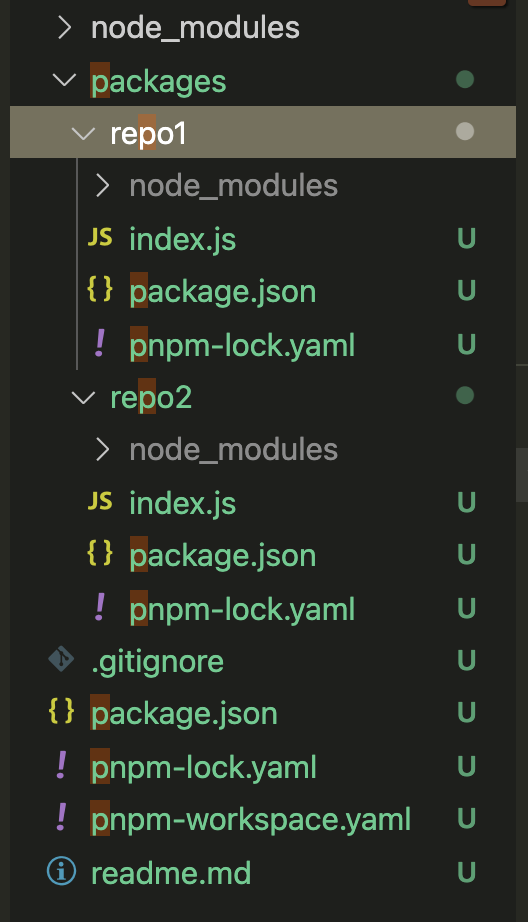 node_modules
packages
repo1
node_modules
JS index.js U
{} package.json U
! pnpm-lock.yaml U
repo2
node_modules
JS index.js U
{} package.json U
! pnpm-lock.yaml U
.gitignore U
{} package.json U
! pnpm-lock.yaml U
! pnpm-workspace.yaml U
readme.md U